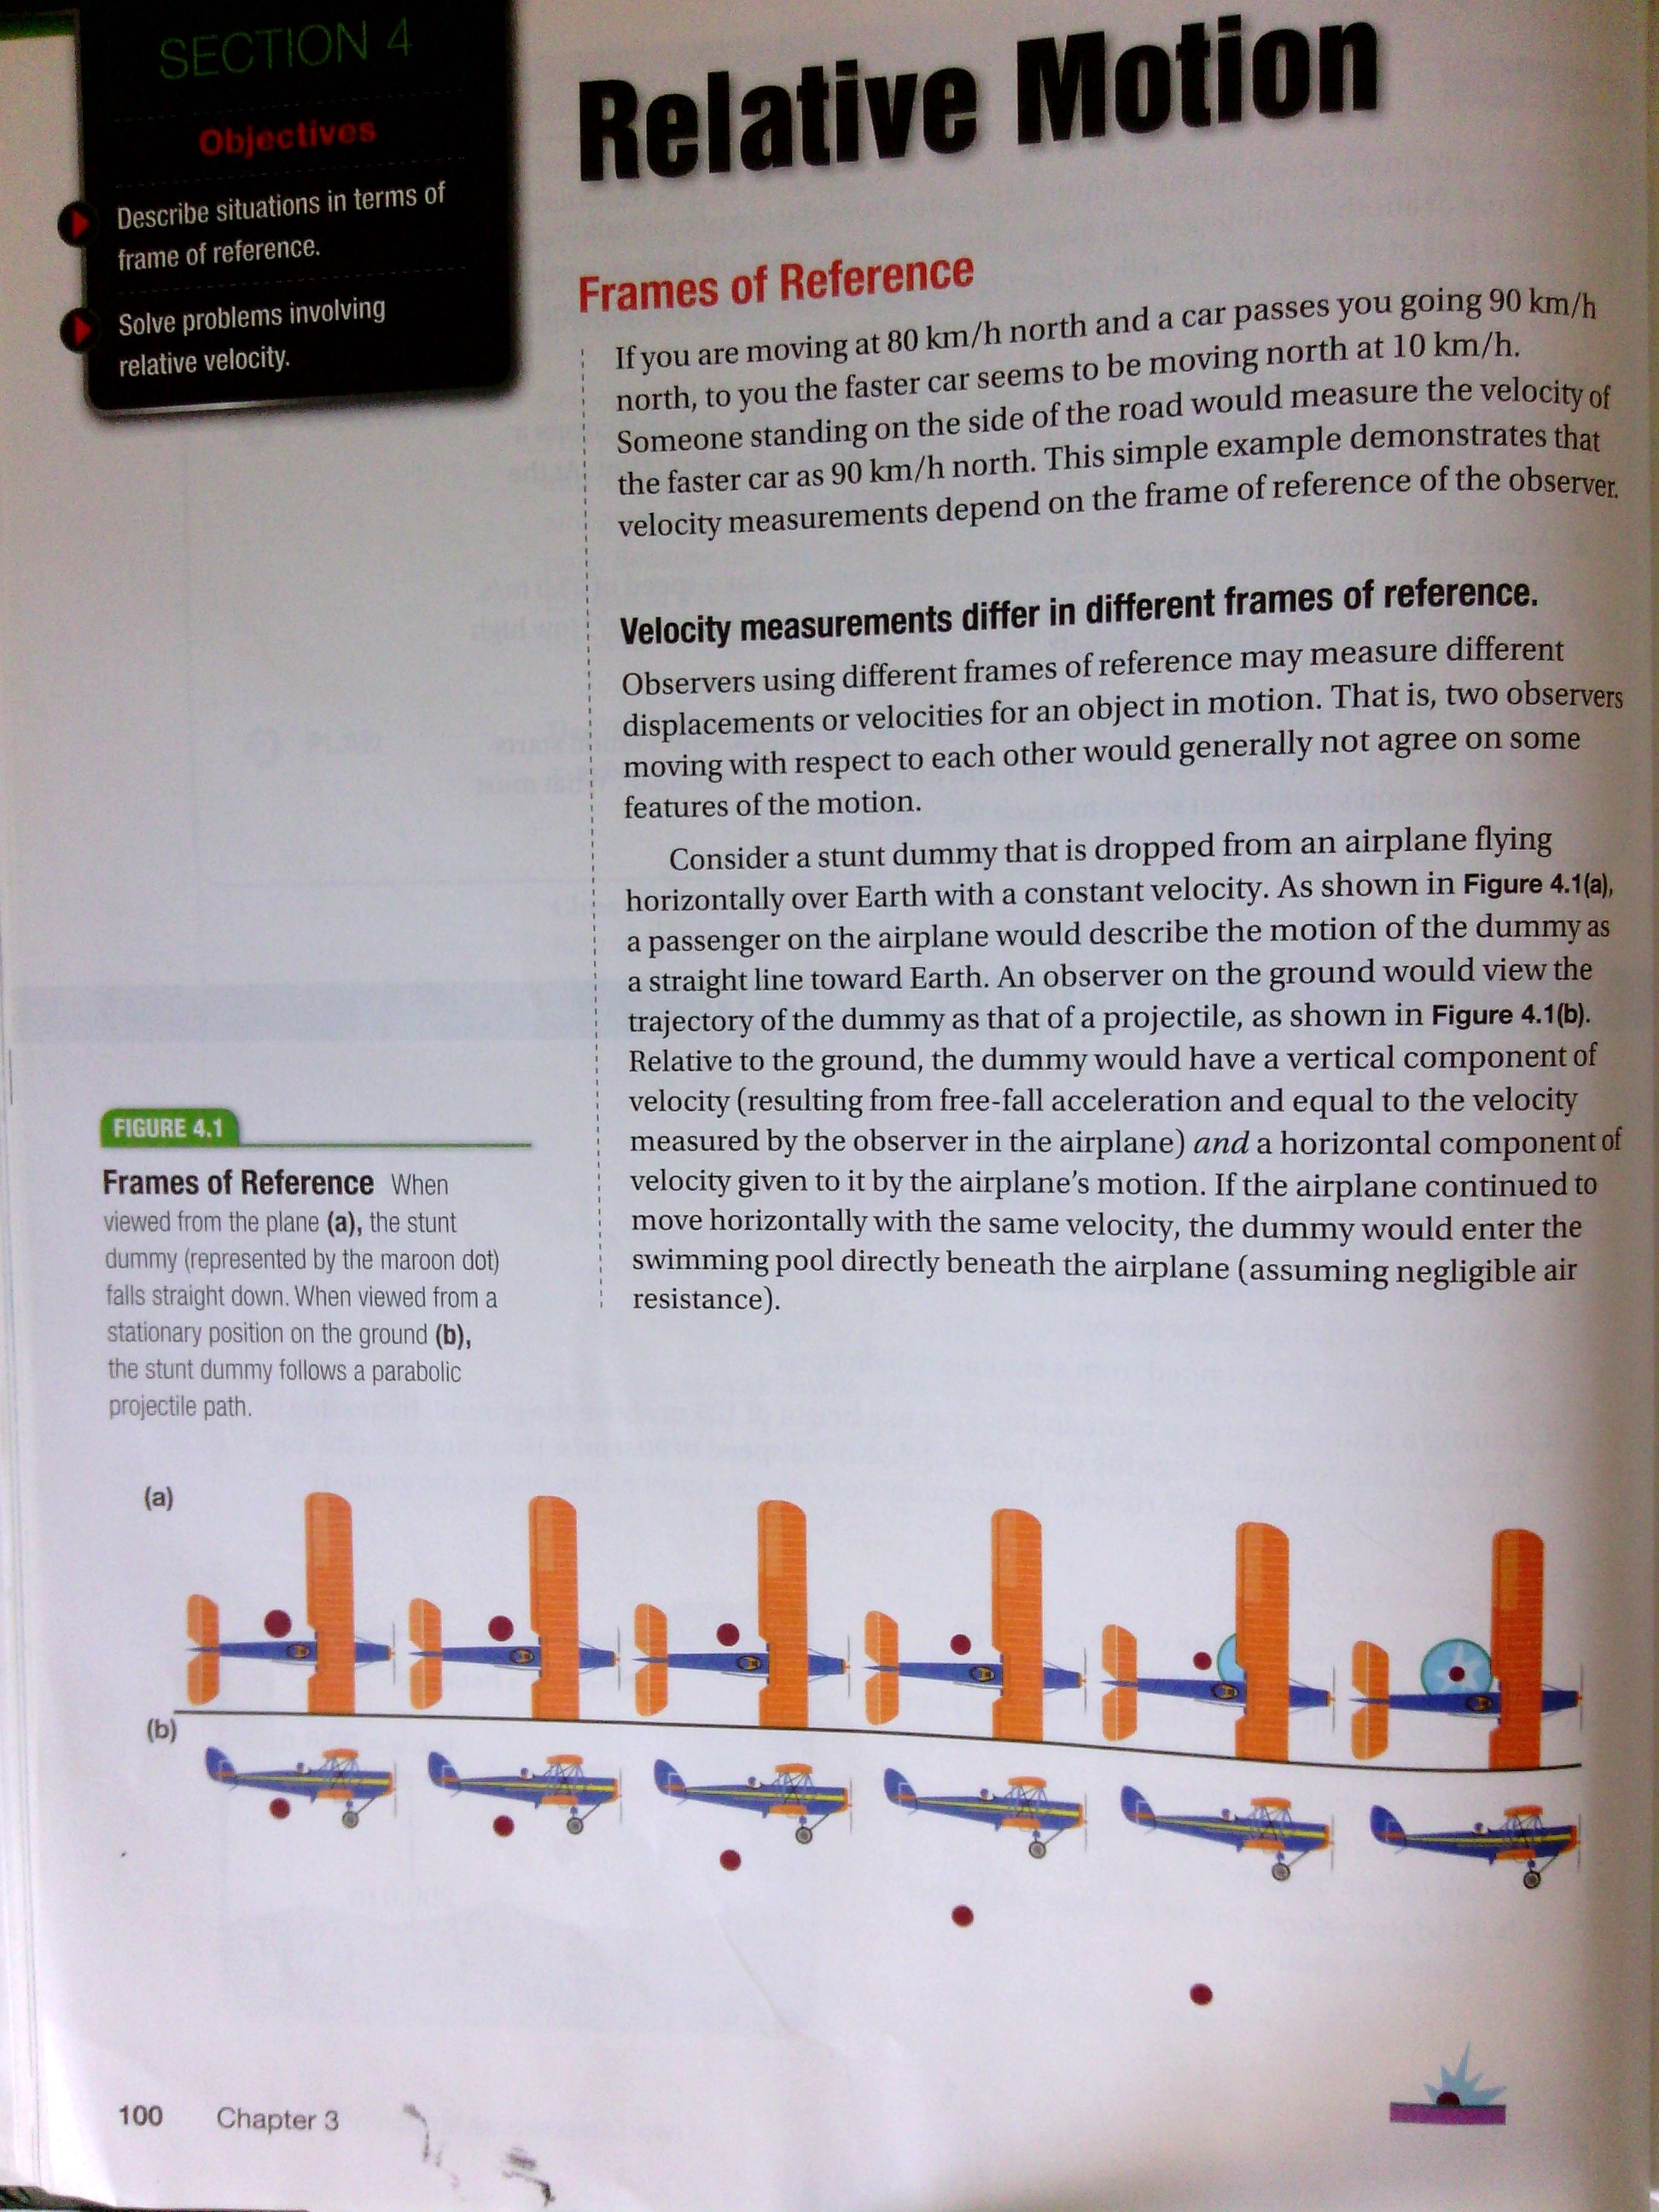 SECTION 4
Objectives
Describe situations in terms of
frame of reference.
Solve problems involving
relative velocity.
Relative Motion
Frames of Reference
If you are moving at 80 km/h north and a car passes you going 90 km/h
north, to you the faster car seems to be moving north at 10 km/h.
Someone standing on the side of the road would measure the velocity of
the faster car as 90 km/h north. This simple example demonstrates that
velocity measurements depend on the frame of reference of the observer.
Velocity measurements differ in different frames of reference.
Observers using different frames of reference may measure different
displacements or velocities for an object in motion. That is, two observers
moving with respect to each other would generally not agree on some
features of the motion.
Consider a stunt dummy that is dropped from an airplane flying
horizontally over Earth with a constant velocity. As shown in Figure 4.1(a),
a passenger on the airplane would describe the motion of the dummy as
a straight line toward Earth. An observer on the ground would view the
trajectory of the dummy as that of a projectile, as shown in Figure 4.1(b).
Relative to the ground, the dummy would have a vertical component of
velocity (resulting from free-fall acceleration and equal to the velocity
measured by the observer in the airplane) and a horizontal component of
velocity given to it by the airplane's motion. If the airplane continued to
move horizontally with the same velocity, the dummy would enter the
swimming pool directly beneath the airplane (assuming negligible air
resistance).
FIGURE 4.1
Frames of Reference When
viewed from the plane (a), the stunt
dummy (represented by the maroon dot)
falls straight down. When viewed from a
stationary position on the ground (b),
the stunt dummy follows a parabolic
projectile path.
(a)
(b)
100 Chapter 3